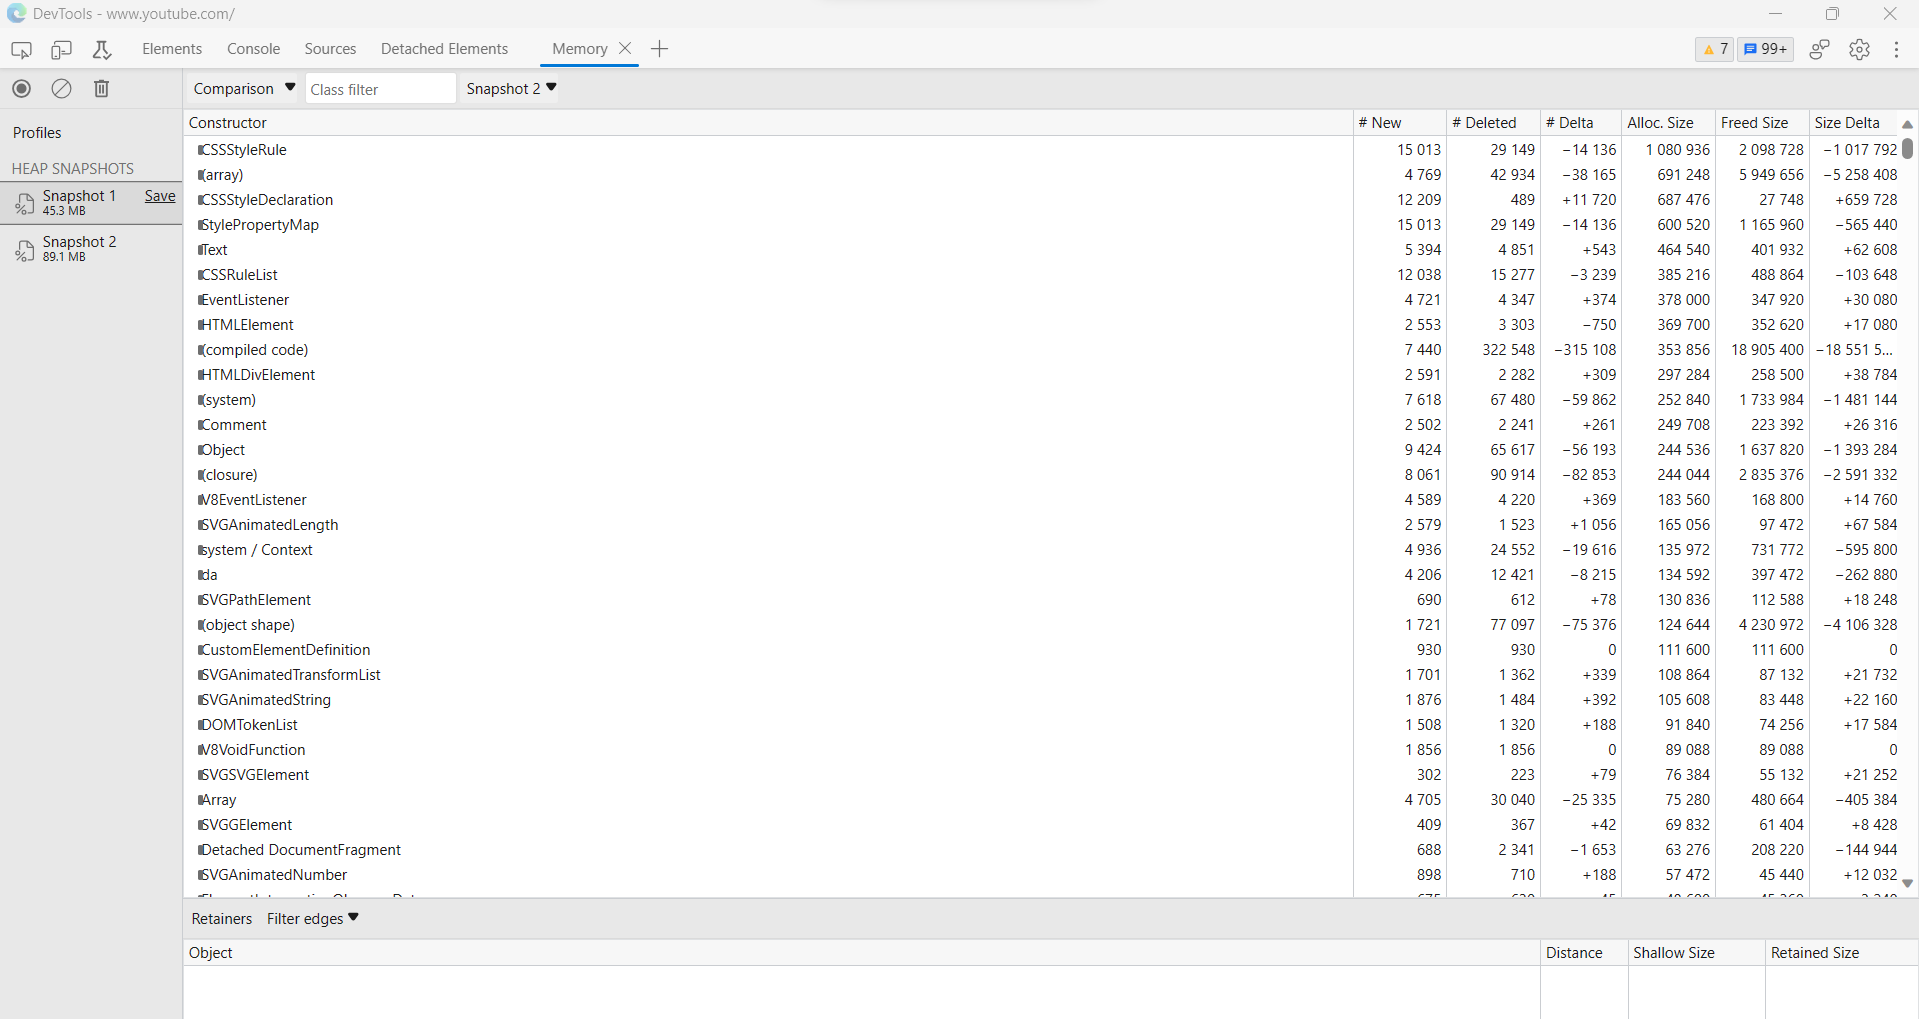 DevTools - www.youtube.com/
Elements Console Sources Detached Elements Memory 7 99+
Comparison Class filter Snapshot 2
Profiles
HEAP SNAPSHOTS
Snapshot 1 Save
45.3 MB
Snapshot 2
89.1 MB
Constructor # New # Deleted # Delta Alloc. Size Freed Size Size Delta
CSSStyleRule 15 013 29 149 −14 136 1 080 936 2 098 728 −1 017 792
(array) 4 769 42 934 −38 165 691 248 5 949 656 −5 258 408
CSSStyleDeclaration 12 209 489 +11 720 687 476 27 748 +659 728
StylePropertyMap 15 013 29 149 −14 136 600 520 1 165 960 −565 440
Text 5 394 4 851 +543 464 540 401 932 +62 608
CSSRuleList 12 038 15 277 −3 239 385 216 488 864 −103 648
EventListener 4 721 4 347 +374 378 000 347 920 +30 080
HTMLElement 2 553 3 303 −750 369 700 352 620 +17 080
(compiled code) 7 440 322 548 −315 108 353 856 18 905 400 −18 551 5...
HTMLDivElement 2 591 2 282 +309 297 284 258 500 +38 784
(system) 7 618 67 480 −59 862 252 840 1 733 984 −1 481 144
Comment 2 502 2 241 +261 249 708 223 392 +26 316
Object 9 424 65 617 −56 193 244 536 1 637 820 −1 393 284
(closure) 8 061 90 914 −82 853 244 044 2 835 376 −2 591 332
V8EventListener 4 589 4 220 +369 183 560 168 800 +14 760
SVGAnimatedLength 2 579 1 523 +1 056 165 056 97 472 +67 584
system / Context 4 936 24 552 −19 616 135 972 731 772 −595 800
da 4 206 12 421 −8 215 134 592 397 472 −262 880
SVGPathElement 690 612 +78 130 836 112 588 +18 248
(object shape) 1 721 77 097 −75 376 124 644 4 230 972 −4 106 328
CustomElementDefinition 930 930 0 111 600 111 600 0
SVGAnimatedTransformList 1 701 1 362 +339 108 864 87 132 +21 732
SVGAnimatedString 1 876 1 484 +392 105 608 83 448 +22 160
DOMTokenList 1 508 1 320 +188 91 840 74 256 +17 584
V8VoidFunction 1 856 1 856 0 89 088 89 088 0
SVGSVGElement 302 223 +79 76 384 55 132 +21 252
Array 4 705 30 040 −25 335 75 280 480 664 −405 384
SVGGElement 409 367 +42 69 832 61 404 +8 428
Detached DocumentFragment 688 2 341 −1 653 63 276 208 220 −144 944
SVGAnimatedNumber 898 710 +188 57 472 45 440 +12 032
Retainers Filter edges
Object Distance Shallow Size Retained Size